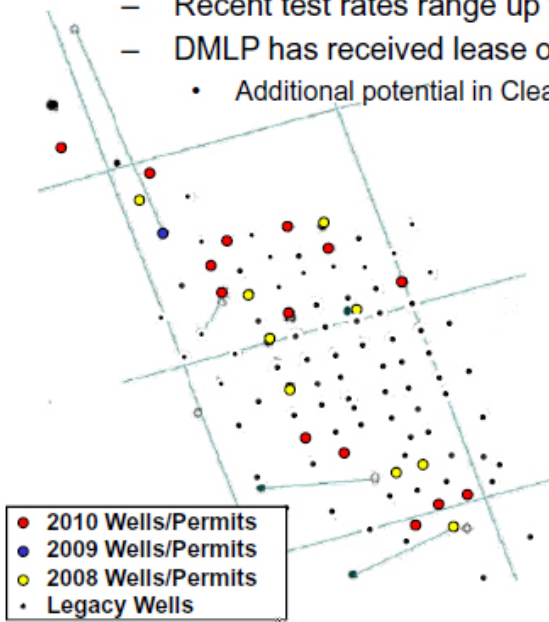 – Recent test rates range up
– DMLP has received lease o
• Additional potential in Clea
2010 Wells/Permits
2009 Wells/Permits
2008 Wells/Permits
Legacy Wells